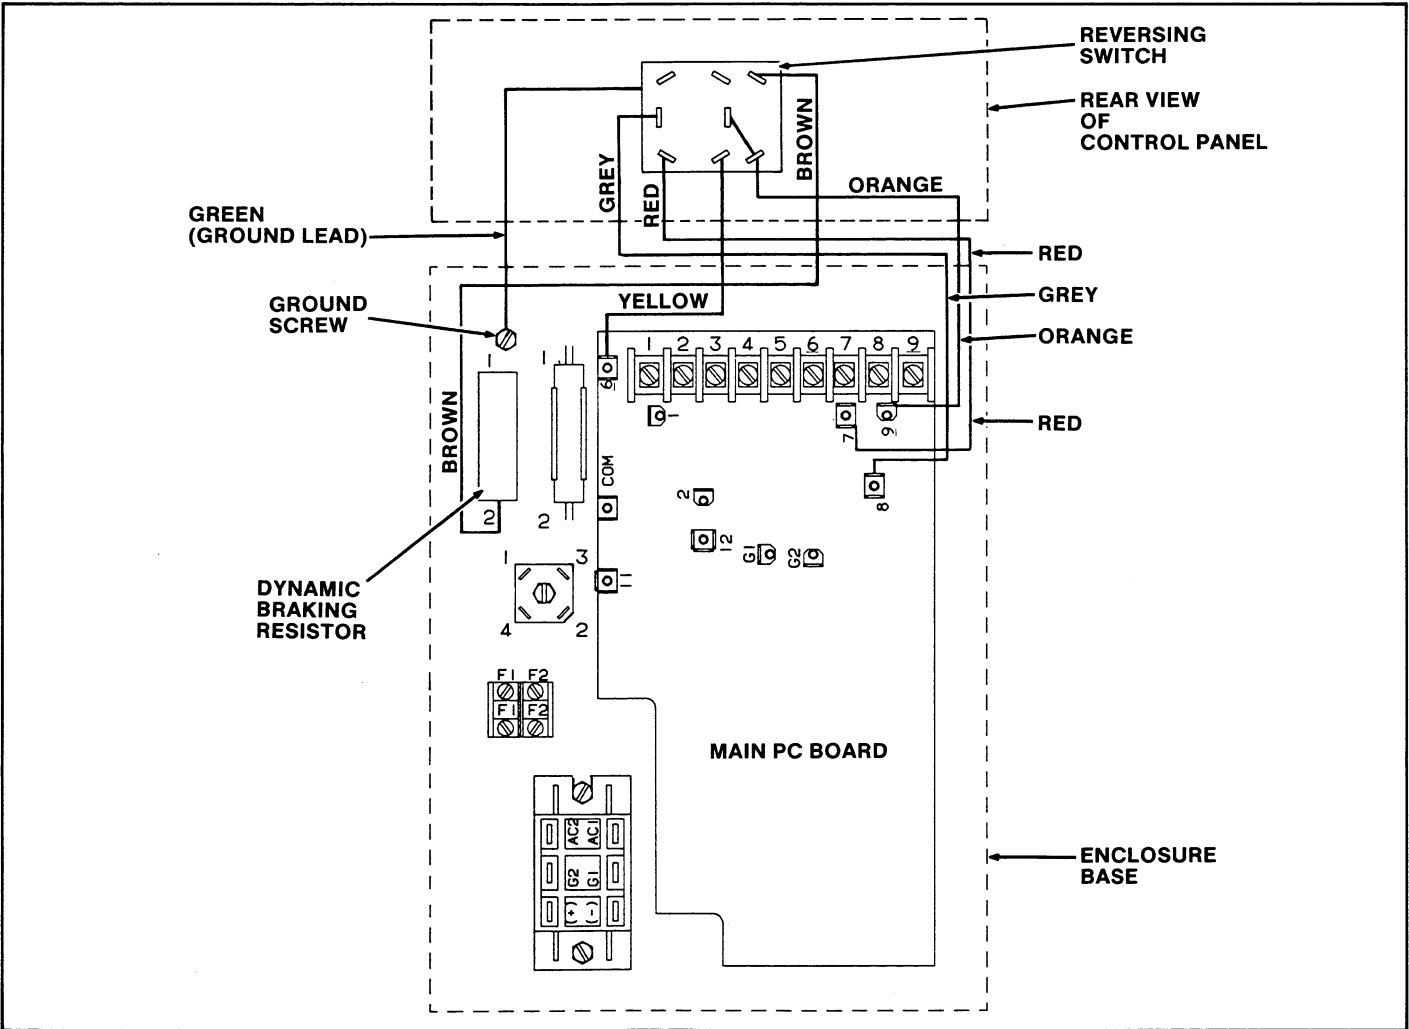 REVERSING
SWITCH
REAR VIEW
OF
CONTROL PANEL
BROWN
GREY
RED
ORANGE
GREEN
(GROUND LEAD)
RED
GREY
ORANGE
RED
GROUND
SCREW
YELLOW
1 2 3 4 5 6 7 8 9
1
1
6
1
7
9
BROWN
COM
8
2
2
2
12
G1
G2
1
3
11
4
2
DYNAMIC
BRAKING
RESISTOR
F1 F2
F1 F2
MAIN PC BOARD
AC2 AC1
G2 G1
(+) (-)
ENCLOSURE
BASE